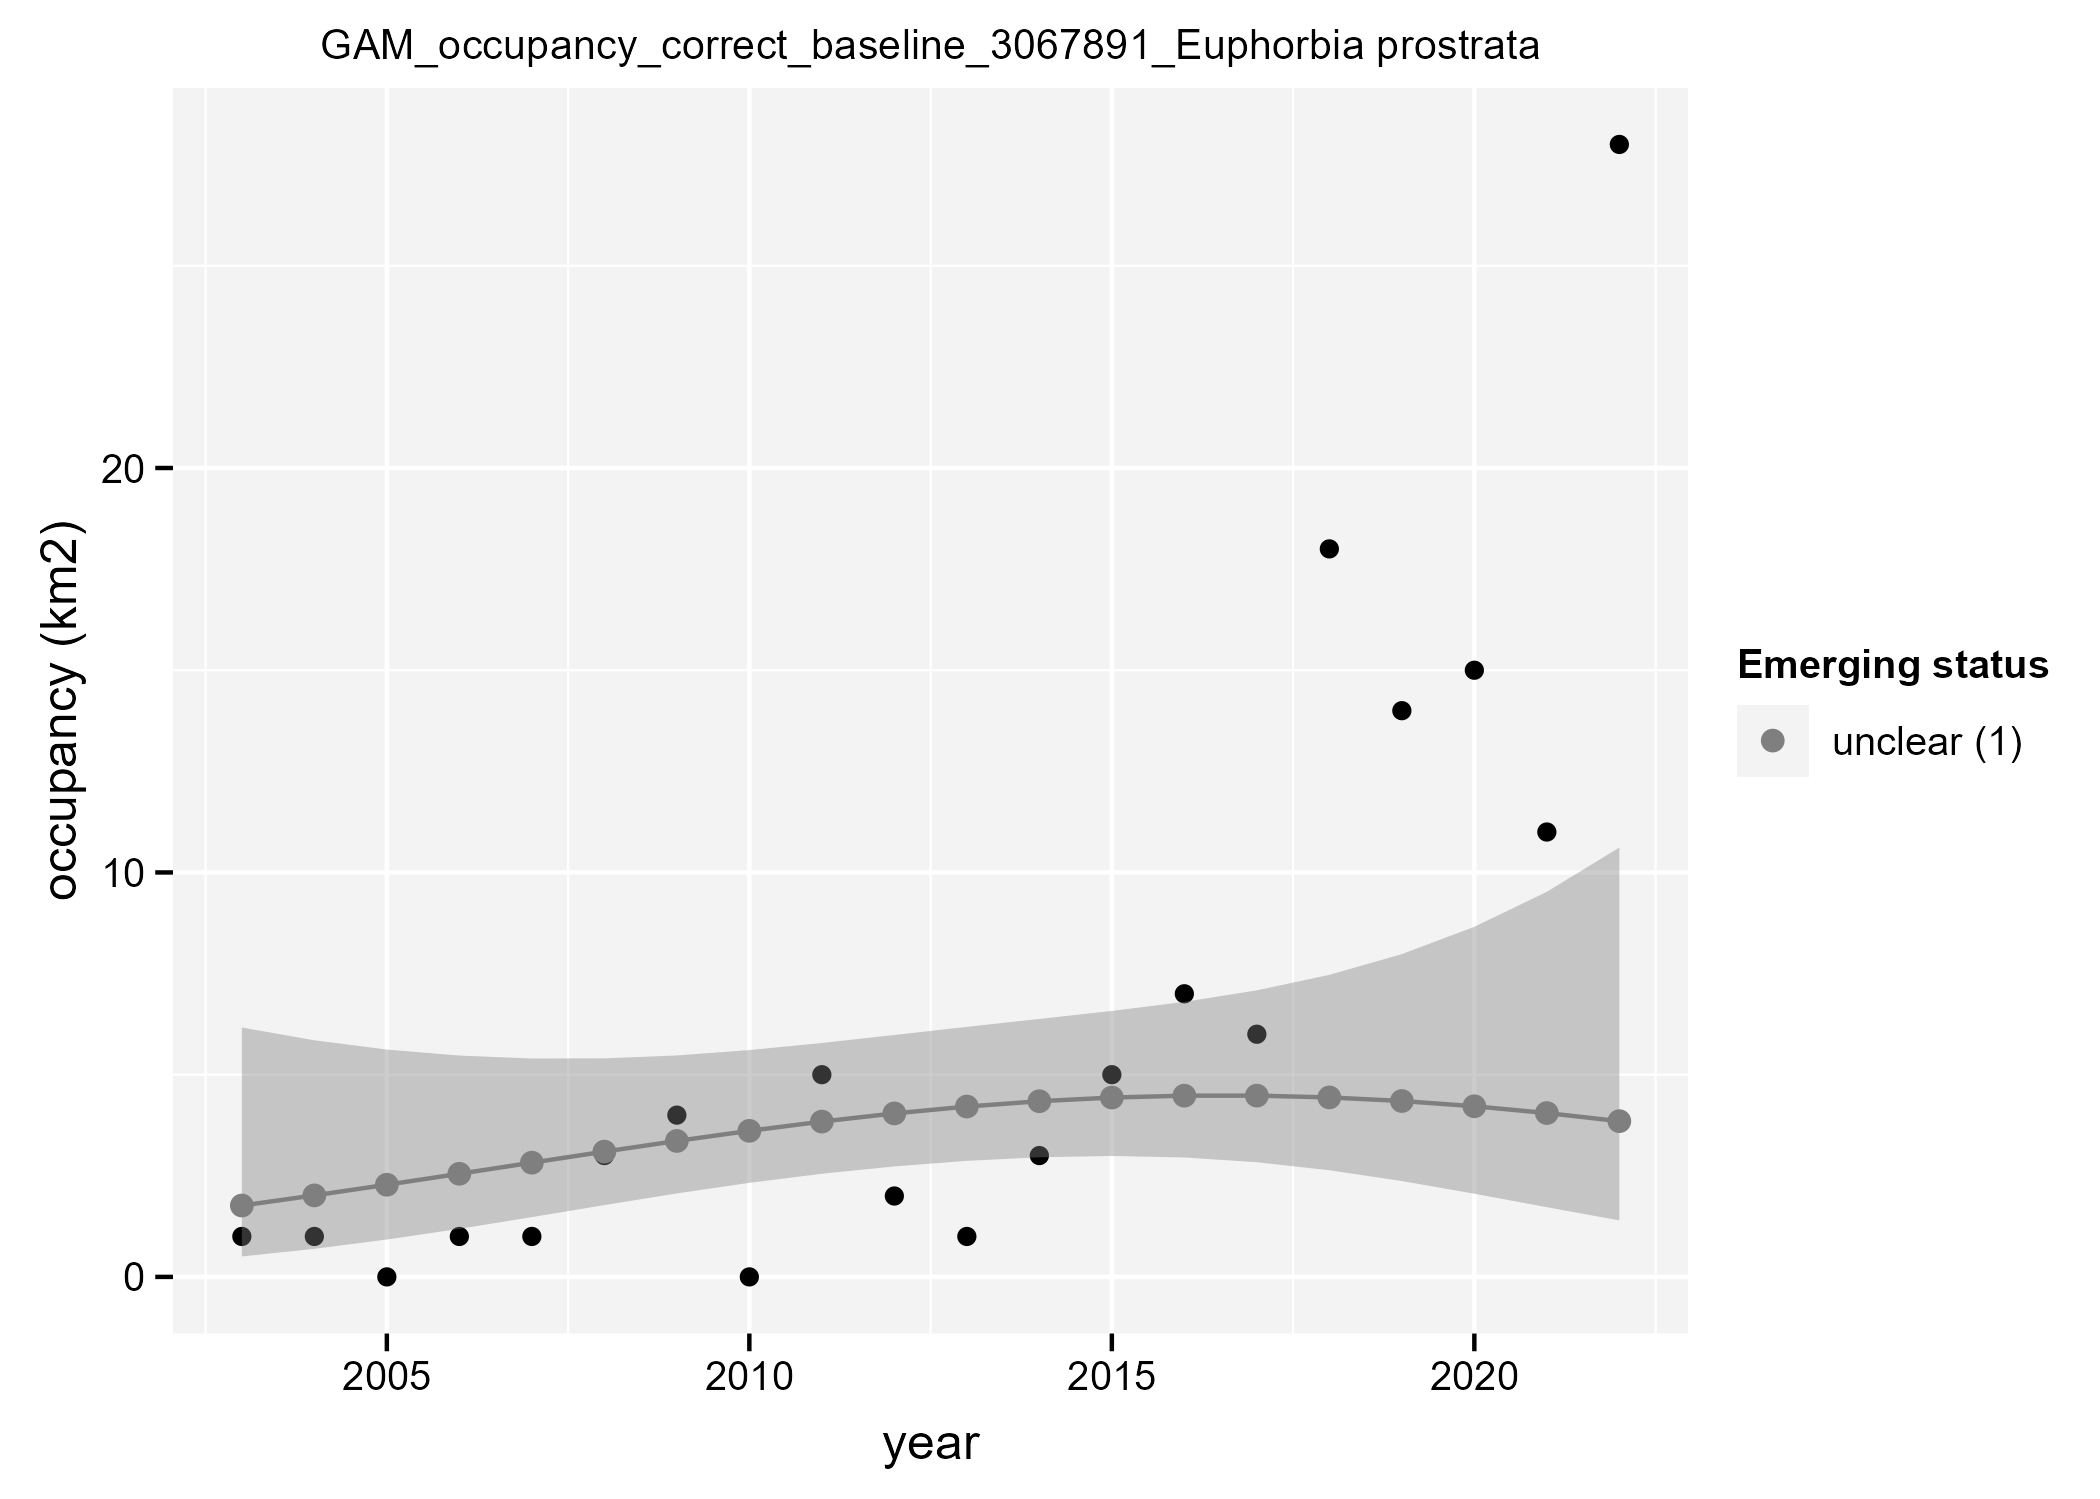 GAM_occupancy_correct_baseline_3067891_Euphorbia prostrata
occupancy (km2)
20
10
0
2005 2010 2015 2020
year
Emerging status
unclear (1)